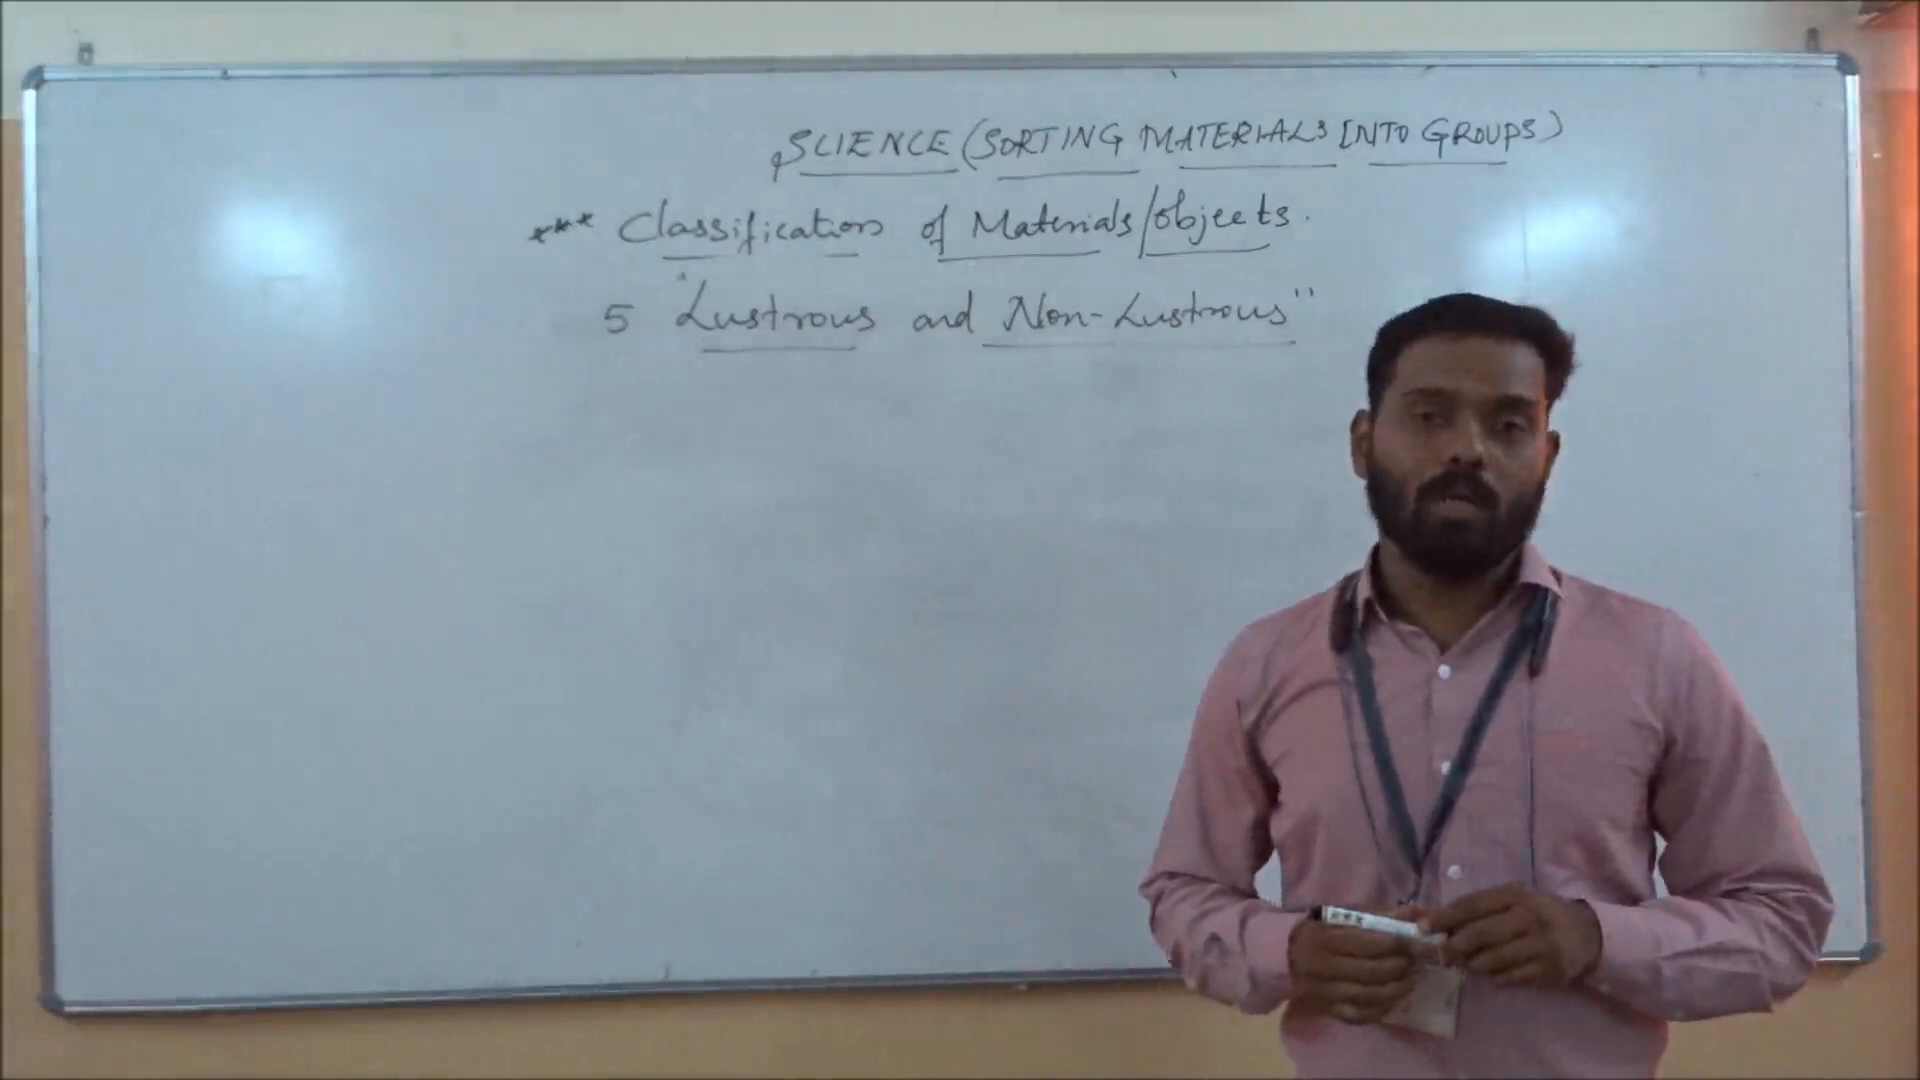 SCIENCE (SORTING MATERIALS INTO GROUPS)
*** Classification of Materials/objects.
5 "Lustrous and Non-Lustrous"